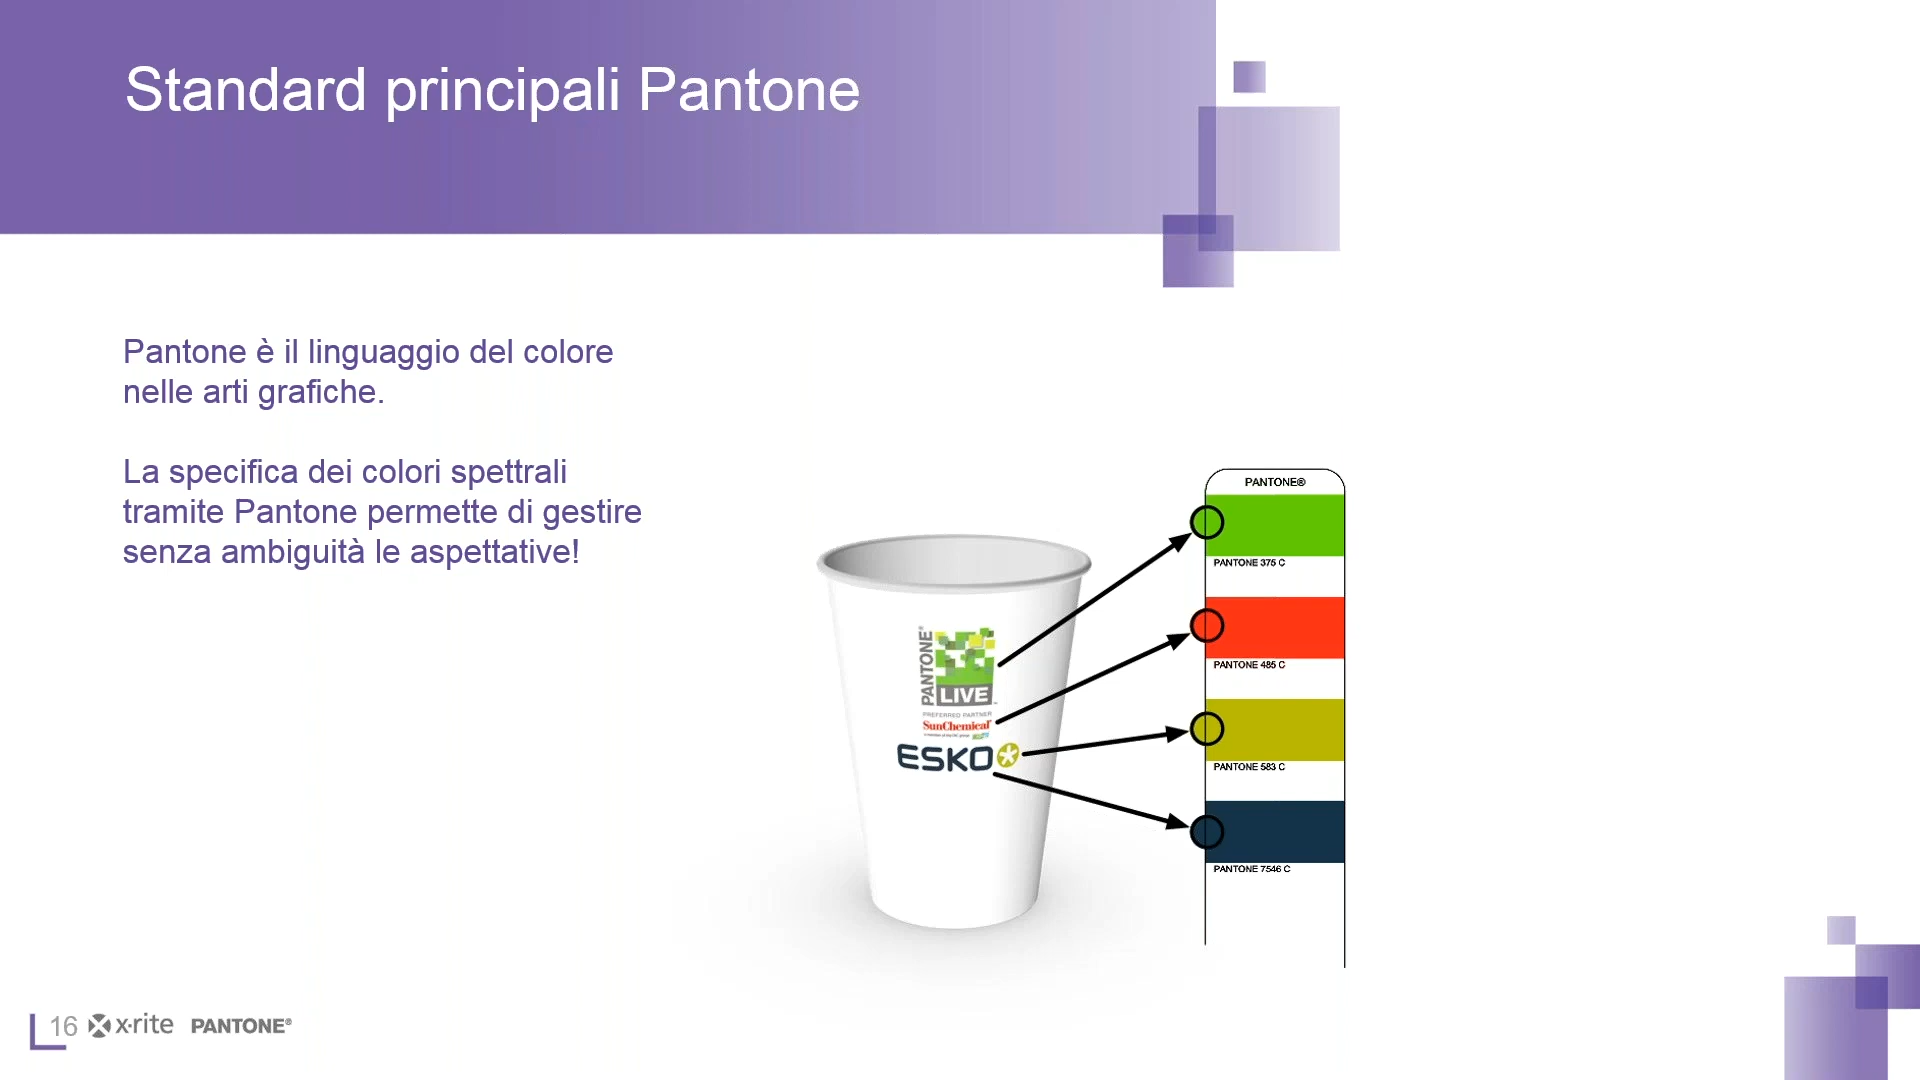 Standard principali Pantone
Pantone è il linguaggio del colore
nelle arti grafiche.
La specifica dei colori spettrali
tramite Pantone permette di gestire
senza ambiguità le aspettative!
PANTONE®
LIVE
PREFERRED PARTNER
SunChemical
ESKO
PANTONE®
PANTONE 375 C
PANTONE 485 C
PANTONE 583 C
PANTONE 7546 C
16 x·rite PANTONE®